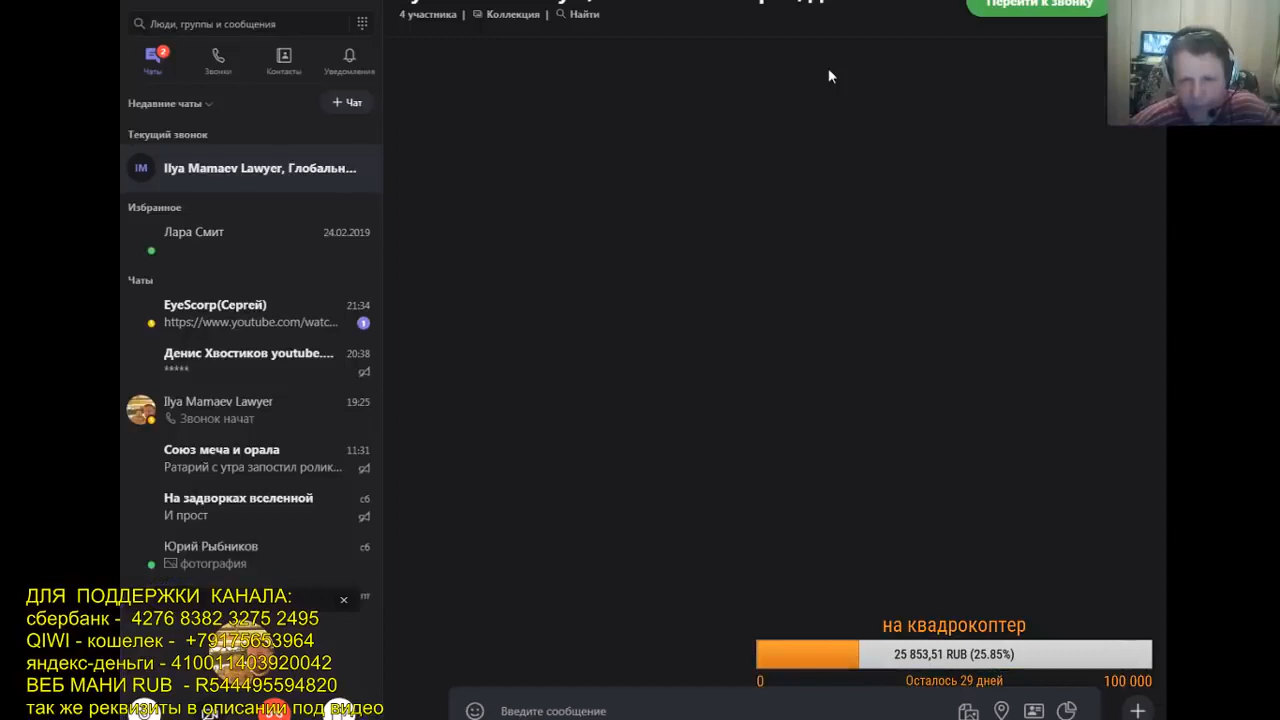 Люди, группы и сообщения
4 участника | Коллекция | Найти
Перейти к звонку
2
Чаты Звонки Контакты Уведомления
Недавние чаты
+ Чат
Текущий звонок
IM Ilya Mamaev Lawyer, Глобальн...
Избранное
Лара Смит 24.02.2019
Чаты
EyeScorp(Сергей) 21:34
https://www.youtube.com/watc... 1
Денис Хвостиков youtube.... 20:38
*****
Ilya Mamaev Lawyer 19:25
Звонок начат
Союз меча и орала 11:31
Ратарий с утра запостил ролик...
На задворках вселенной сб
И прост
Юрий Рыбников сб
фотография
пт
ДЛЯ ПОДДЕРЖКИ КАНАЛА:
сбербанк - 4276 8382 3275 2495
QIWI - кошелек - +79175653964
яндекс-деньги - 410011403920042
ВЕБ МАНИ RUB - R544495594820
так же реквизиты в описании под видео
на квадрокоптер
25 853,51 RUB (25.85%)
0 Осталось 29 дней 100 000
Введите сообщение